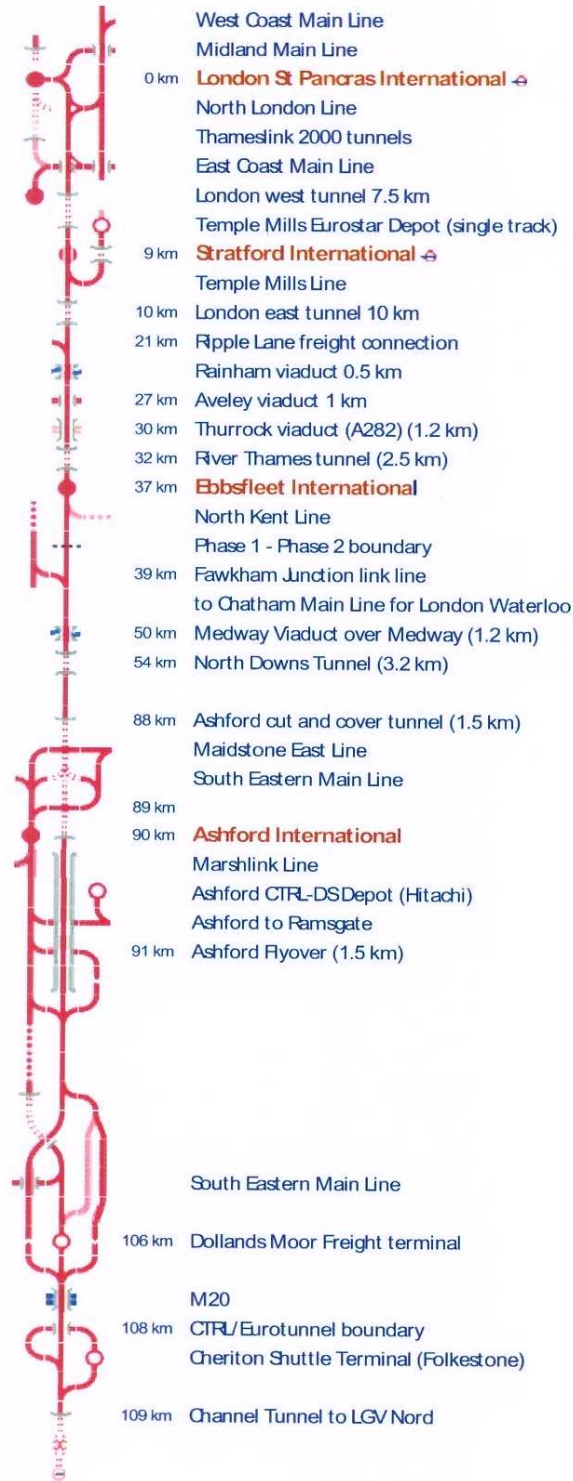 West Coast Main Line
Midland Main Line
0 km London St Pancras International
North London Line
Thameslink 2000 tunnels
East Coast Main Line
London west tunnel 7.5 km
Temple Mills Eurostar Depot (single track)
9 km Stratford International
Temple Mills Line
10 km London east tunnel 10 km
21 km Ripple Lane freight connection
Rainham viaduct 0.5 km
27 km Aveley viaduct 1 km
30 km Thurrock viaduct (A282) (1.2 km)
32 km River Thames tunnel (2.5 km)
37 km Ebbsfleet International
North Kent Line
Phase 1 - Phase 2 boundary
39 km Fawkham Junction link line
to Chatham Main Line for London Waterloo
50 km Medway Viaduct over Medway (1.2 km)
54 km North Downs Tunnel (3.2 km)
88 km Ashford cut and cover tunnel (1.5 km)
Maidstone East Line
South Eastern Main Line
89 km
90 km Ashford International
Marshlink Line
Ashford CTRL-DS Depot (Hitachi)
Ashford to Ramsgate
91 km Ashford Flyover (1.5 km)
South Eastern Main Line
106 km Dollands Moor Freight terminal
M20
108 km CTRL/Eurotunnel boundary
Cheriton Shuttle Terminal (Folkestone)
109 km Channel Tunnel to LGV Nord